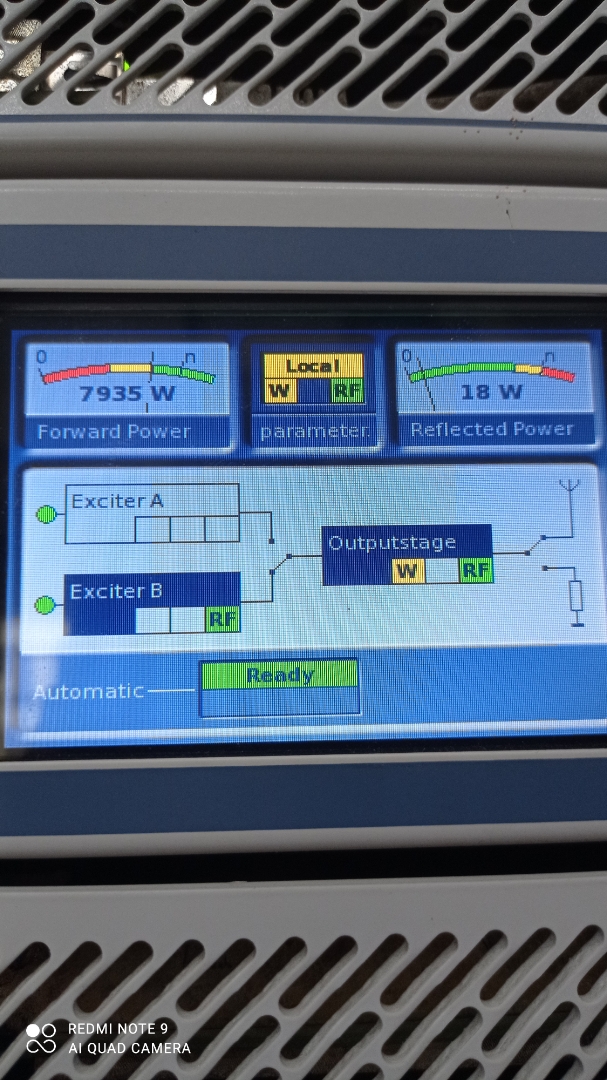 0 n
7935 W
Forward Power
Local
W RF
parameter.
0 n
18 W
Reflected Power
Exciter A
Exciter B
RF
Outputstage
W RF
Automatic
Ready
REDMI NOTE 9
AI QUAD CAMERA